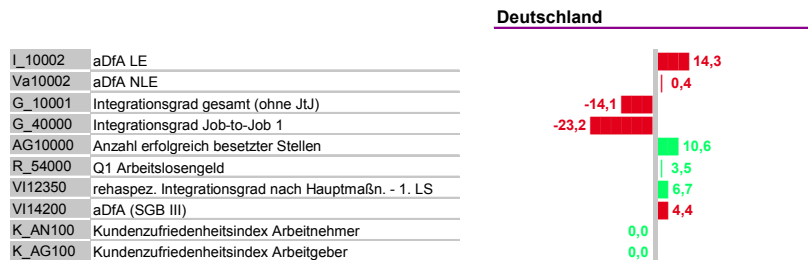 Deutschland
I_10002 aDfA LE 14,3
Va10002 aDfA NLE 0,4
G_10001 Integrationsgrad gesamt (ohne JtJ) -14,1
G_40000 Integrationsgrad Job-to-Job 1 -23,2
AG10000 Anzahl erfolgreich besetzter Stellen 10,6
R_54000 Q1 Arbeitslosengeld 3,5
VI12350 rehaspez. Integrationsgrad nach Hauptmaßn. - 1. LS 6,7
VI14200 aDfA (SGB III) 4,4
K_AN100 Kundenzufriedenheitsindex Arbeitnehmer 0,0
K_AG100 Kundenzufriedenheitsindex Arbeitgeber 0,0